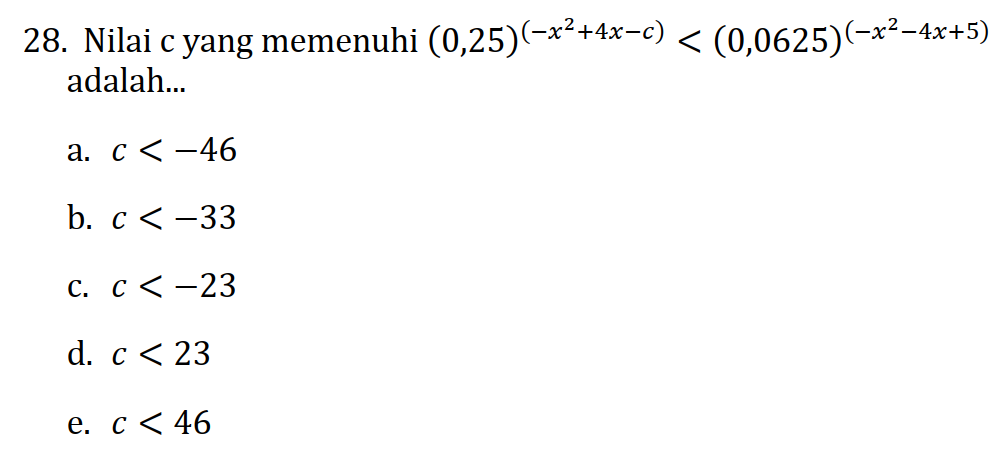 28. Nilai c yang memenuhi (0,25)^(−x²+4x−c) < (0,0625)^(−x²−4x+5)
adalah...
a. c < −46
b. c < −33
c. c < −23
d. c < 23
e. c < 46